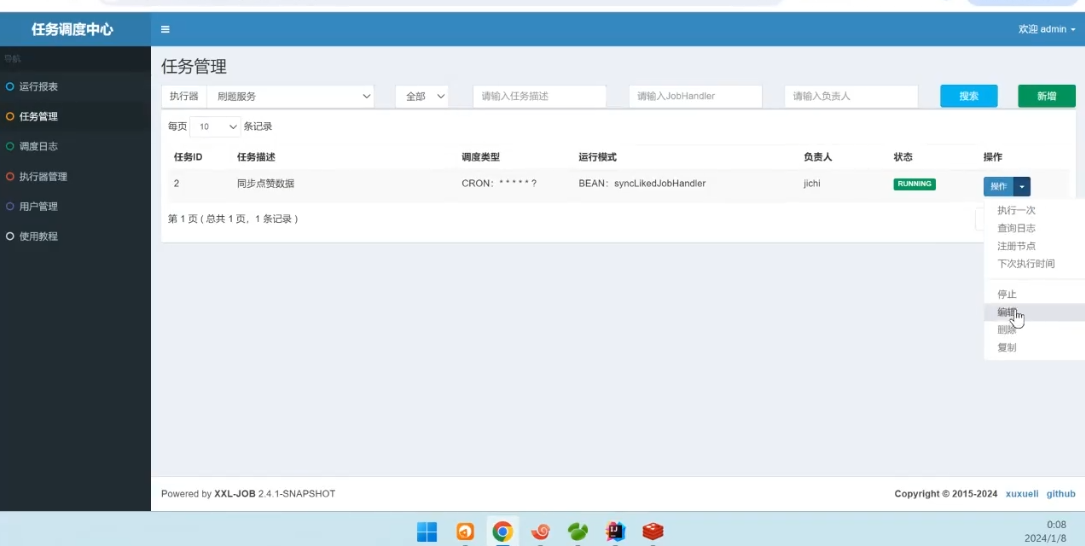 任务调度中心
欢迎 admin
导航
运行报表
任务管理
调度日志
执行器管理
用户管理
使用教程
任务管理
执行器 刷题服务 全部 请输入任务描述 请输入JobHandler 请输入负责人 搜索 新增
每页 10 条记录
任务ID 任务描述 调度类型 运行模式 负责人 状态 操作
2 同步点赞数据 CRON：* * * * * ? BEAN：syncLikedJobHandler jichi RUNNING 操作
第 1 页 ( 总共 1 页，1 条记录 )
执行一次
查询日志
注册节点
下次执行时间
停止
编辑
删除
复制
Powered by XXL-JOB 2.4.1-SNAPSHOT
Copyright © 2015-2024 xuxueli github
0:08
2024/1/8